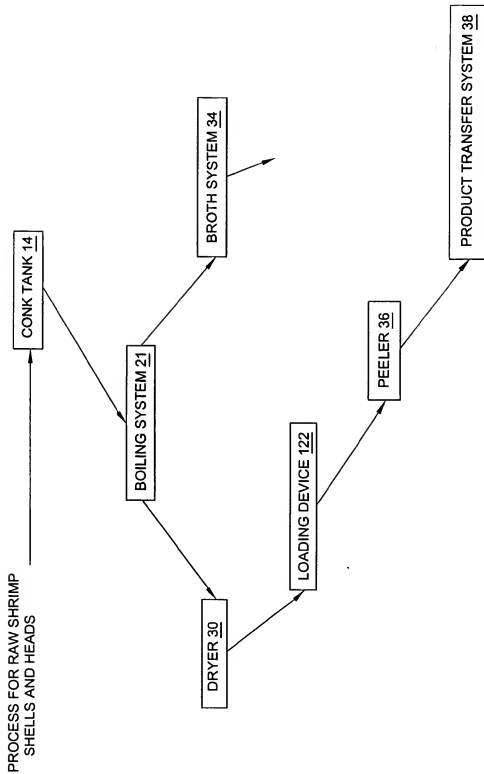 PROCESS FOR RAW SHRIMP
SHELLS AND HEADS
CONK TANK 14
BOILING SYSTEM 21
BROTH SYSTEM 34
DRYER 30
LOADING DEVICE 122
PEELER 36
PRODUCT TRANSFER SYSTEM 38